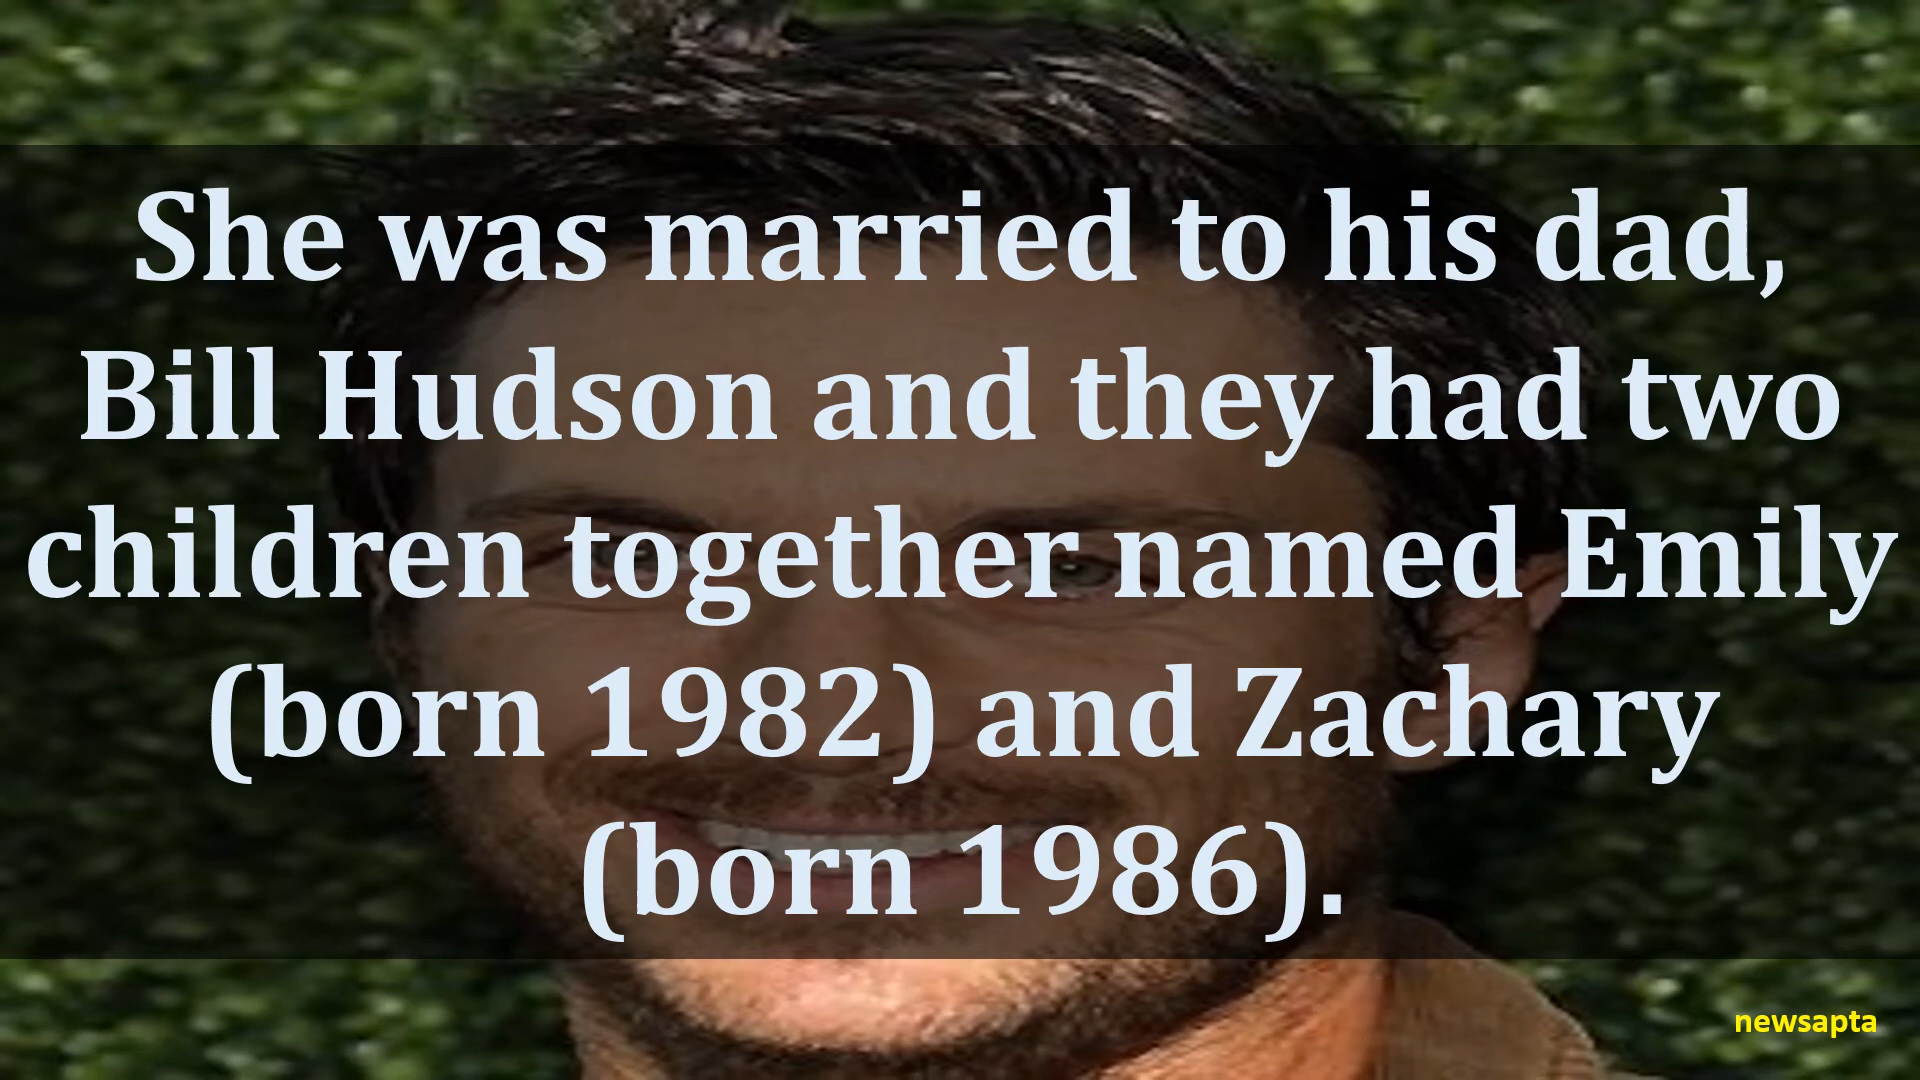 She was married to his dad,
Bill Hudson and they had two
children together named Emily
(born 1982) and Zachary
(born 1986).
newsapta